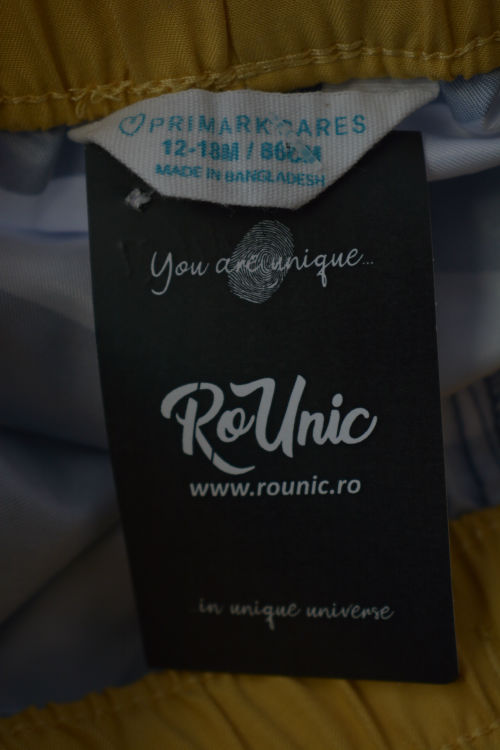 PRIMARK CARES
12-18M / 86CM
MADE IN BANGLADESH
You are unique...
RoUnic
www.rounic.ro
...in unique universe